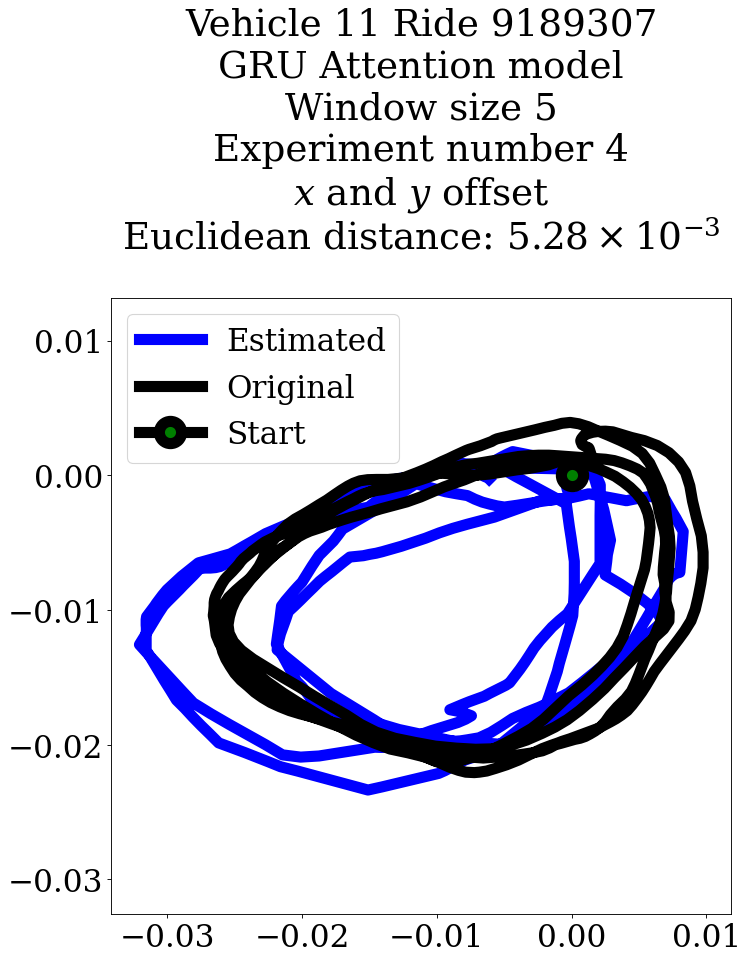 Vehicle 11 Ride 9189307
GRU Attention model
Window size 5
Experiment number 4
x and y offset
Euclidean distance: 5.28 × 10⁻³
Estimated
Original
Start
0.01
0.00
−0.01
−0.02
−0.03
−0.03 −0.02 −0.01 0.00 0.01